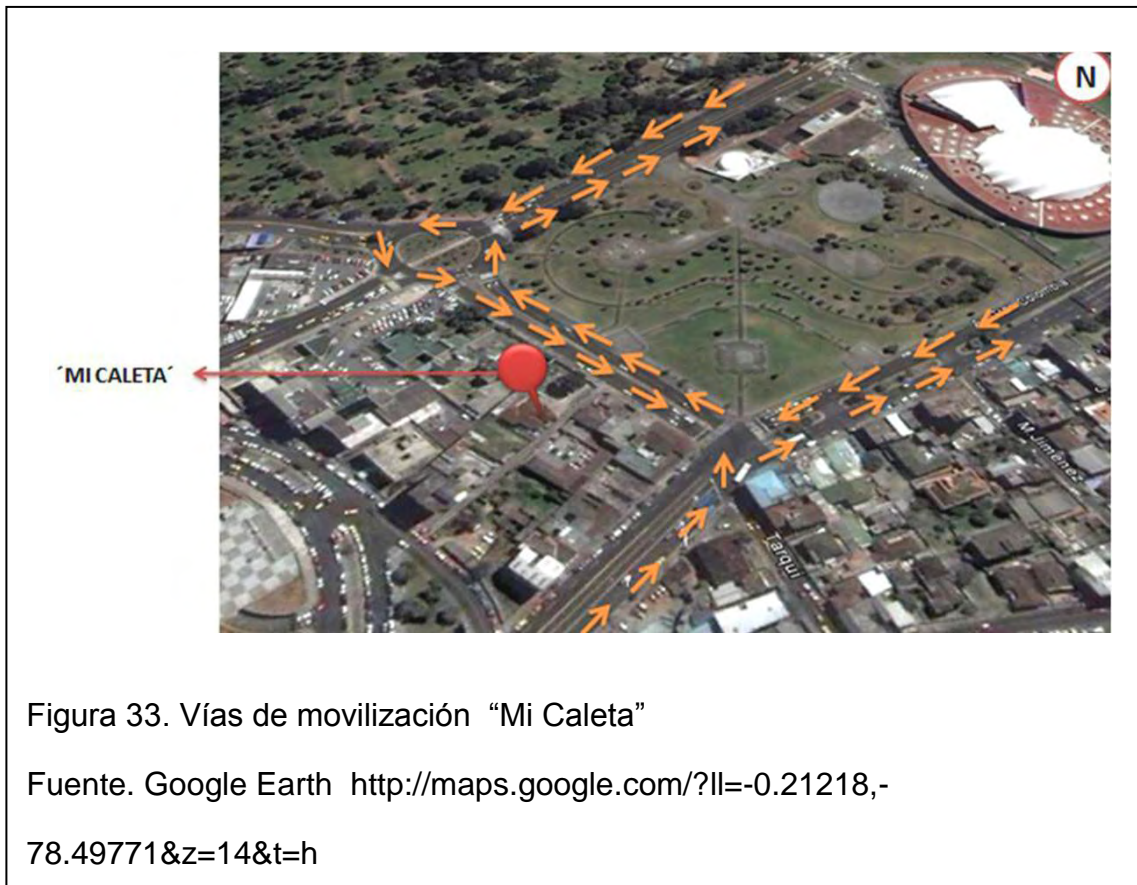 N
Colombia
´MI CALETA´
M Jiménez
Tarqui
Figura 33. Vías de movilización “Mi Caleta”
Fuente. Google Earth http://maps.google.com/?ll=-0.21218,-
78.49771&z=14&t=h